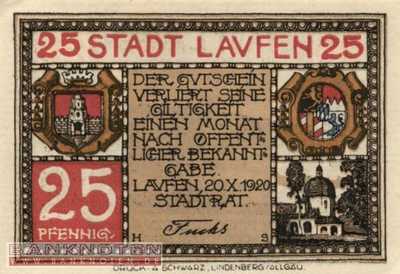 25 STADT LAVFEN 25
DER GVTSCHEIN
VERLIERT SEINE
GILTIGKEIT
EINEN MONAT
NACH OFFENT-
LICHER BEKANNT-
GABE.
LAVFEN, 20.X.1920
STADTRAT.
Fuchs
25
PFENNIG
H S
BANKNOTEN
DRUCK: A. SCHWARZ, LINDENBERG/ALLGÄU.